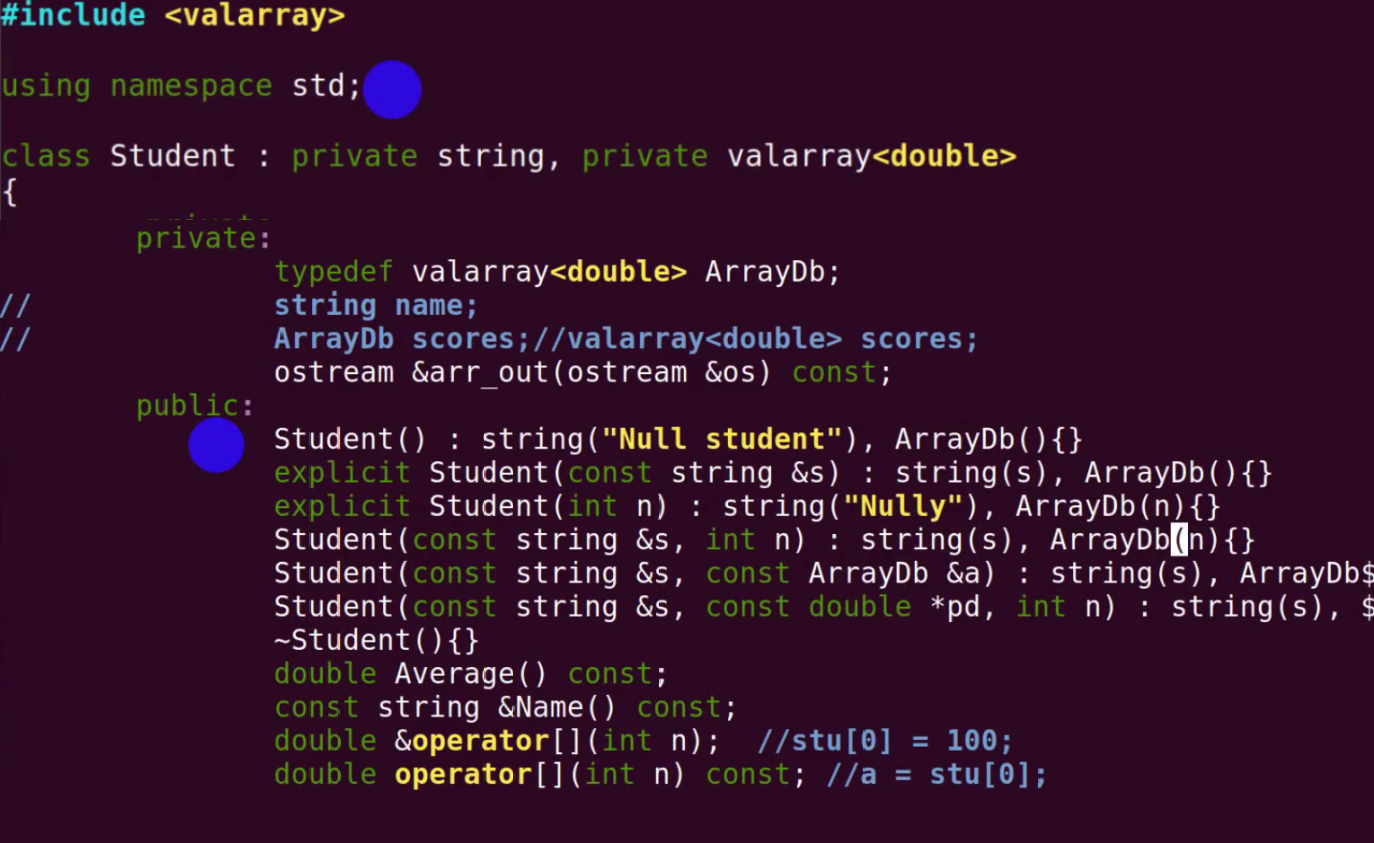 #include <valarray>
using namespace std;
class Student : private string, private valarray<double>
{
private:
typedef valarray<double> ArrayDb;
// string name;
// ArrayDb scores;//valarray<double> scores;
ostream &arr_out(ostream &os) const;
public:
Student() : string("Null student"), ArrayDb(){}
explicit Student(const string &s) : string(s), ArrayDb(){}
explicit Student(int n) : string("Nully"), ArrayDb(n){}
Student(const string &s, int n) : string(s), ArrayDb(n){}
Student(const string &s, const ArrayDb &a) : string(s), ArrayDb$
Student(const string &s, const double *pd, int n) : string(s), $
~Student(){}
double Average() const;
const string &Name() const;
double &operator[](int n); //stu[0] = 100;
double operator[](int n) const; //a = stu[0];